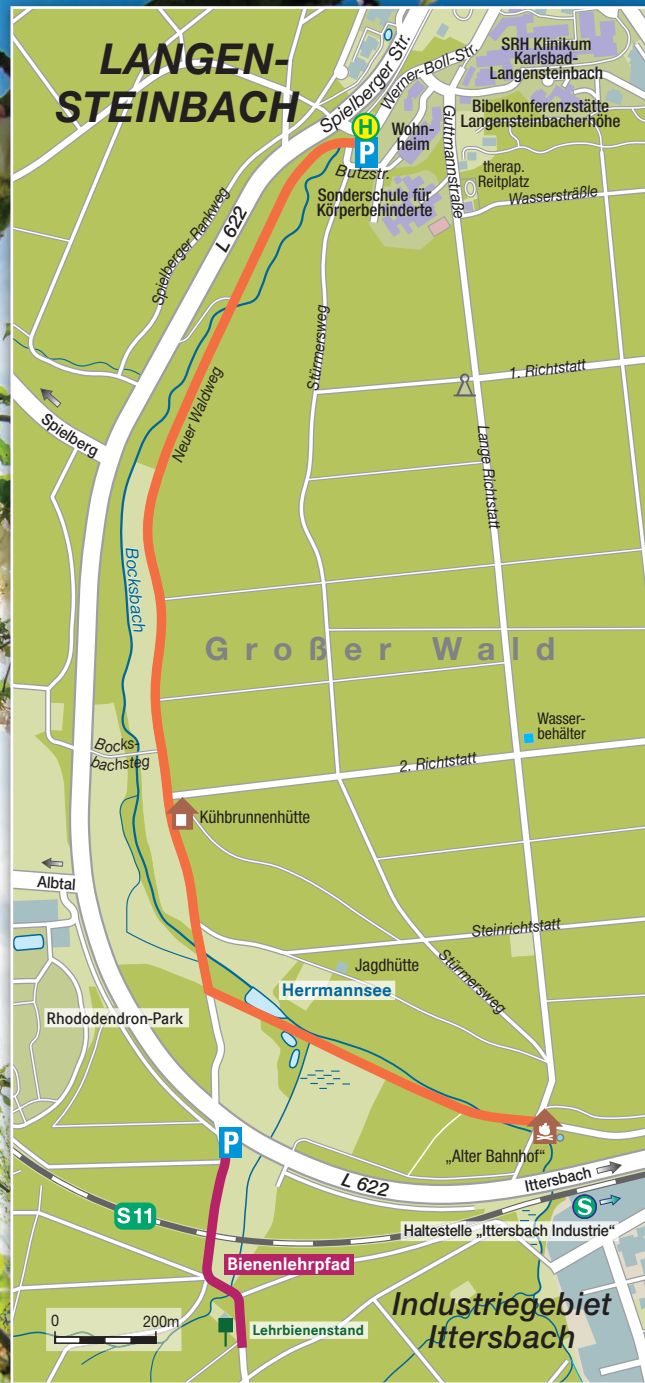 LANGEN-
STEINBACH
SRH Klinikum
Karlsbad-
Langensteinbach
Spielberger Str.
Werner-Boll-Str.
Bibelkonferenzstätte
Langensteinbacherhöhe
H
P
Wohn-
heim
Guttmannstraße
Butzstr.
therap.
Reitplatz
Sonderschule für
Körperbehinderte
Wassersträßle
Spielberger Rankweg
L 622
Stürmersweg
1. Richtstatt
Neuer Waldweg
Spielberg
Lange Richtstatt
Bocksbach
Großer Wald
Wasser-
behälter
Bocks-
bachsteg
2. Richtstatt
Kühbrunnenhütte
Albtal
Steinrichtstatt
Stürmersweg
Jagdhütte
Herrmannsee
Rhododendron-Park
P
„Alter Bahnhof“
L 622
Ittersbach
S11
S
Haltestelle „Ittersbach Industrie“
Bienenlehrpfad
Industriegebiet
Ittersbach
0 200m
Lehrbienenstand